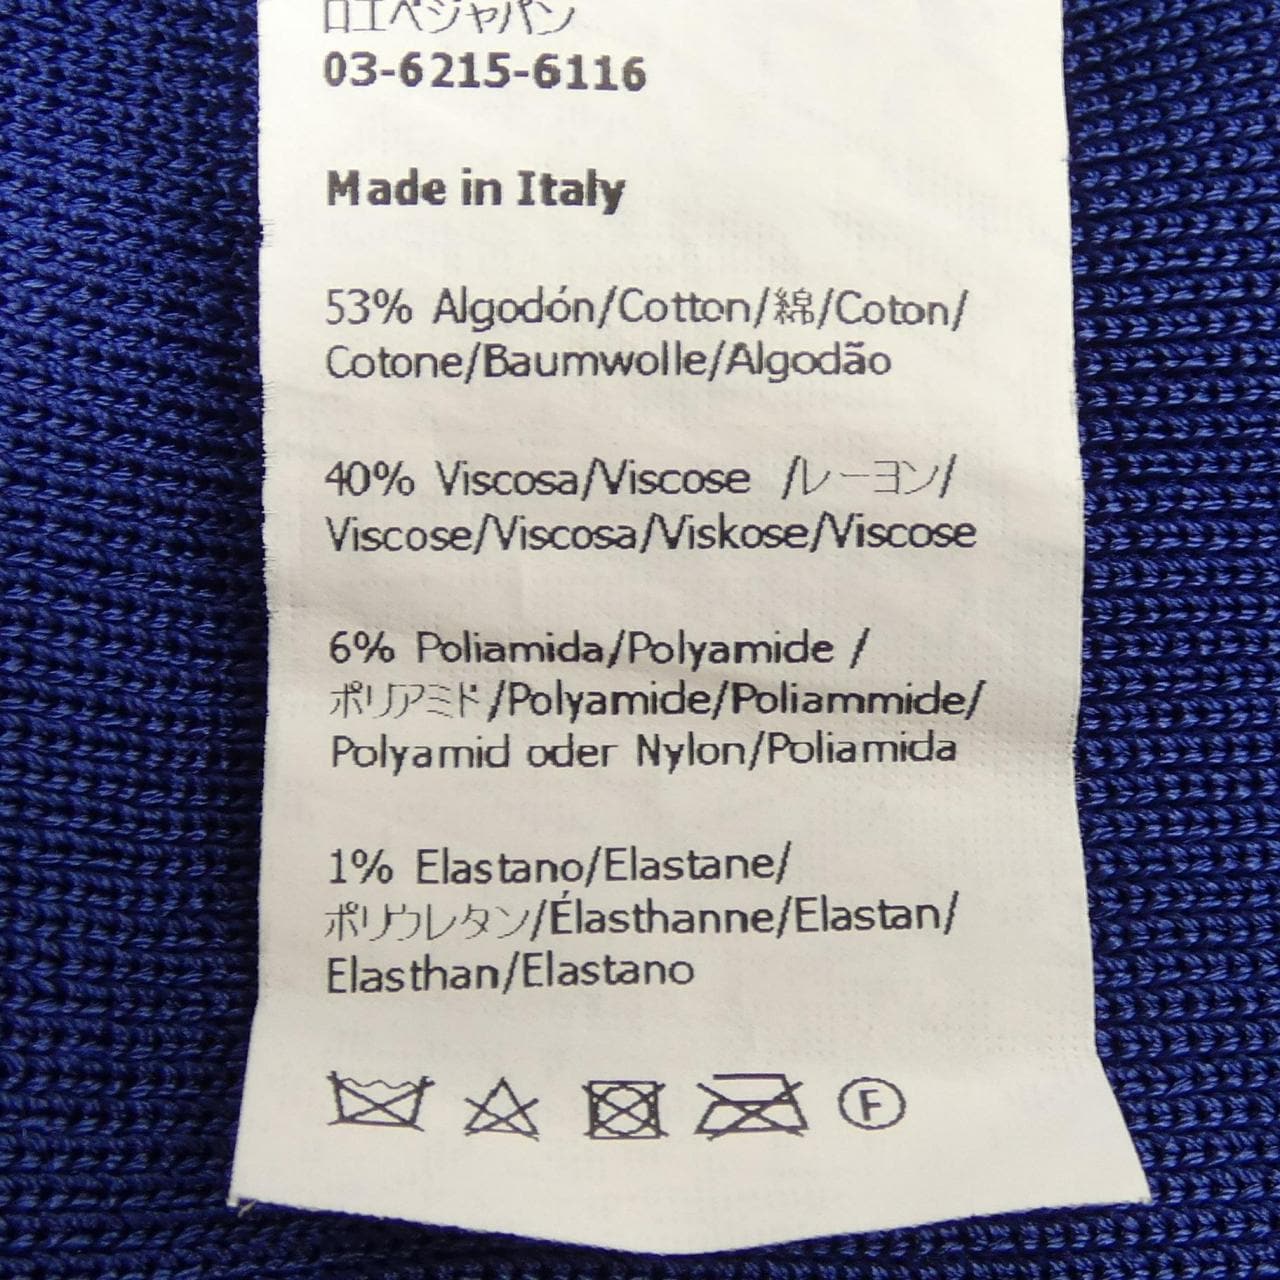 ロエベジャパン
03-6215-6116
Made in Italy
53% Algodón/Cotton/綿/Coton/
Cotone/Baumwolle/Algodão
40% Viscosa/Viscose /レーヨン/
Viscose/Viscosa/Viskose/Viscose
6% Poliamida/Polyamide /
ポリアミド/Polyamide/Poliammide/
Polyamid oder Nylon/Poliamida
1% Elastano/Elastane/
ポリウレタン/Élasthanne/Elastan/
Elasthan/Elastano
F